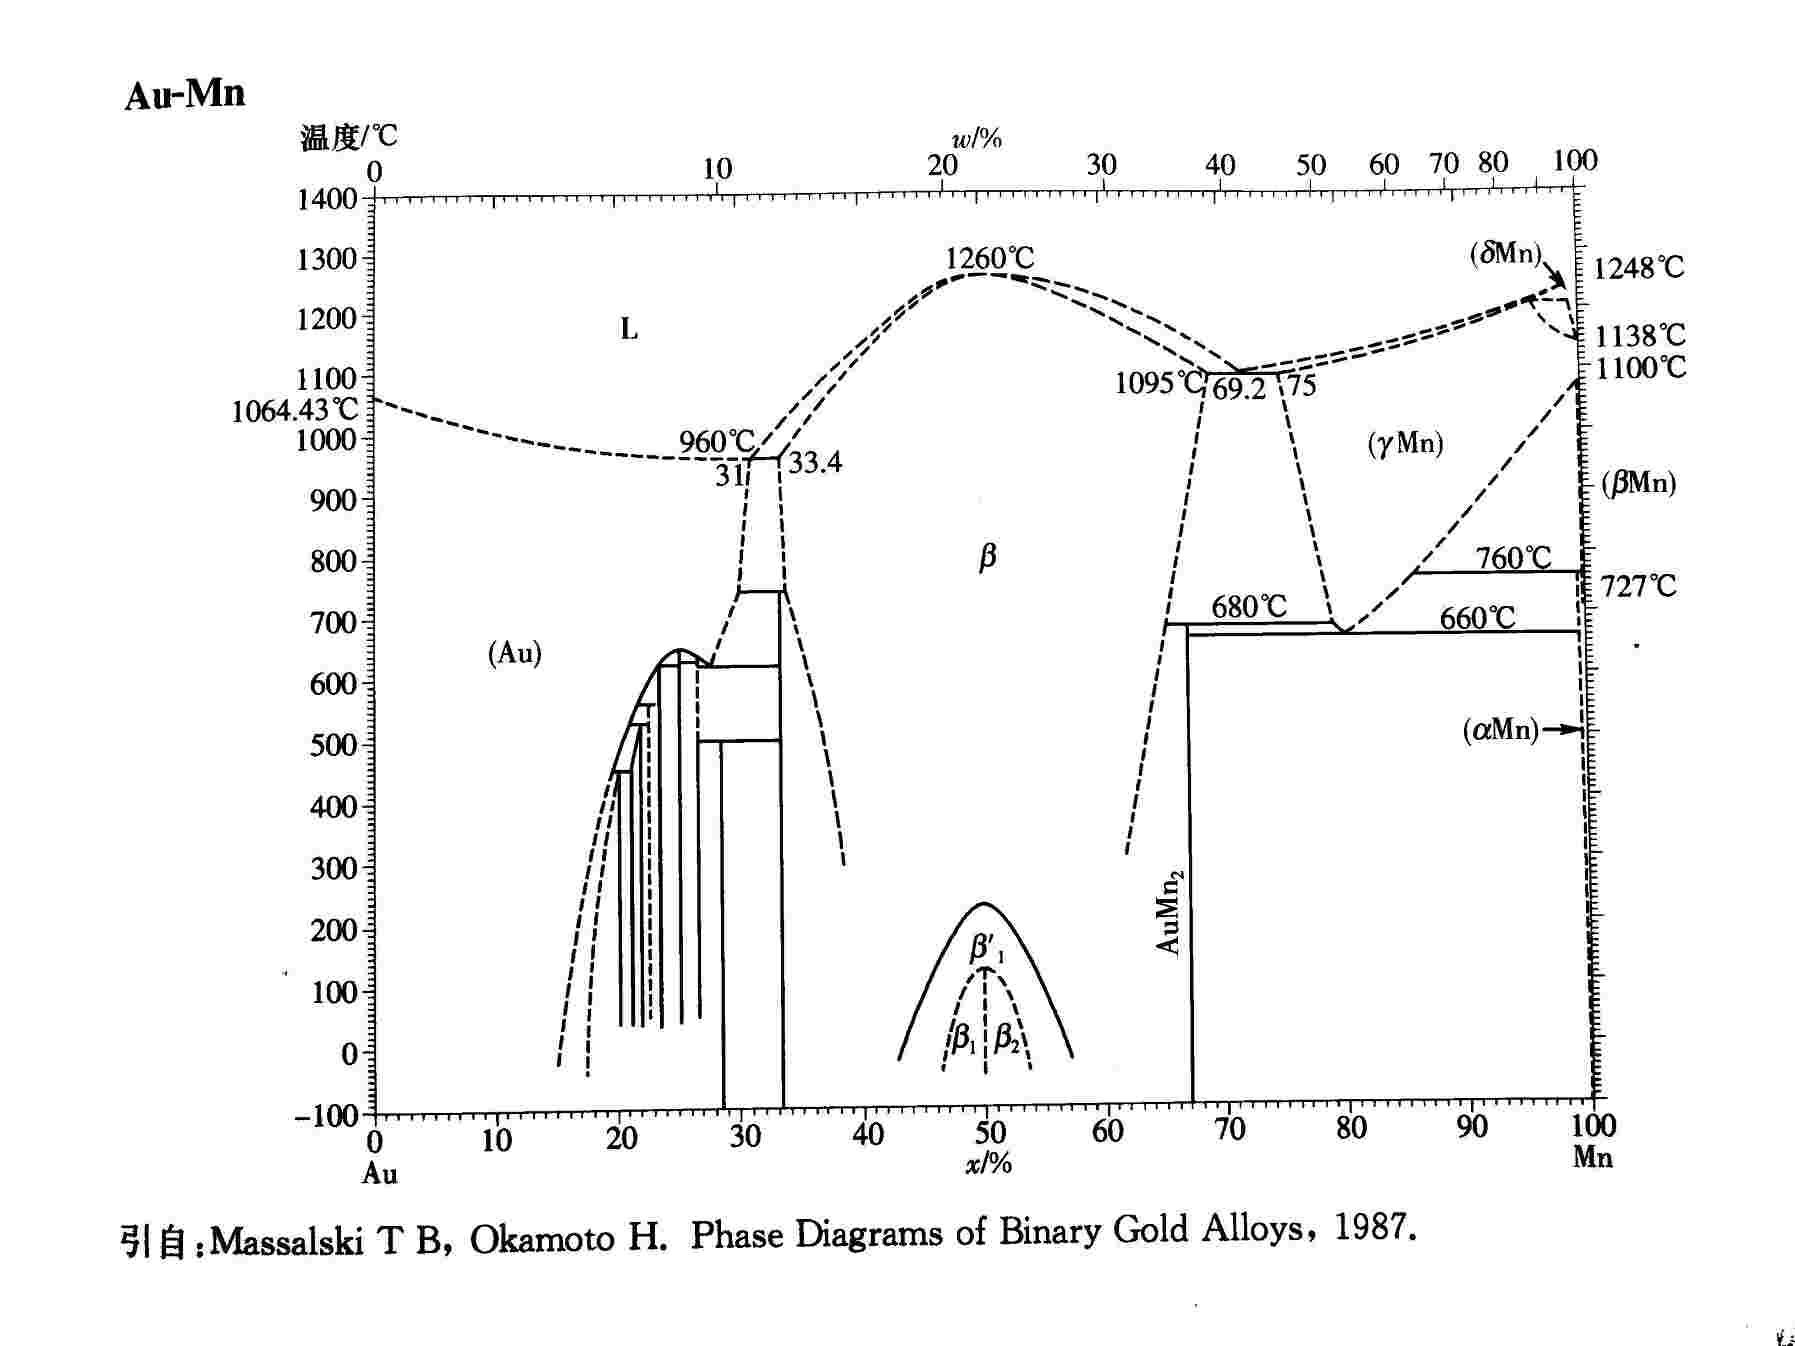 Au-Mn
温度/℃
w/%
0 10 20 30 40 50 60 70 80 100
1400
1300
1200
1100
1000
900
800
700
600
500
400
300
200
100
0
-100
1260℃
(δMn)
1248℃
L
1138℃
1100℃
1095℃ 69.2 75
1064.43℃
960℃
31 33.4
(γMn)
(βMn)
β
760℃
727℃
680℃
660℃
(Au)
(αMn)
AuMn₂
β′₁
β₁ β₂
0 10 20 30 40 50 60 70 80 90 100
Au x/% Mn
引自:Massalski T B, Okamoto H. Phase Diagrams of Binary Gold Alloys, 1987.